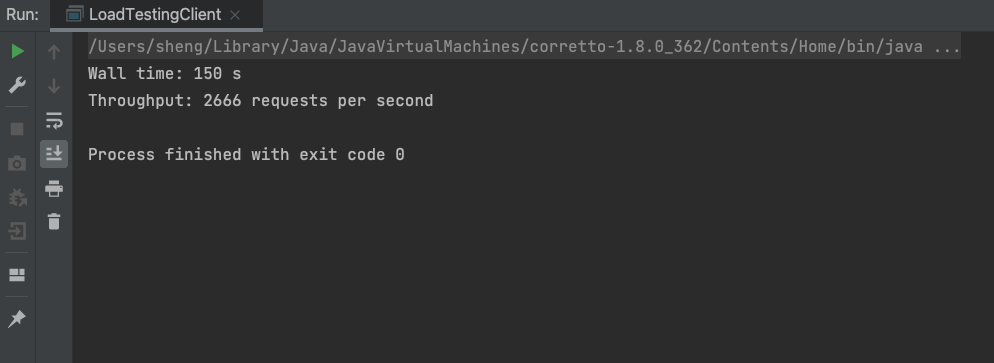 Run: LoadTestingClient
/Users/sheng/Library/Java/JavaVirtualMachines/corretto-1.8.0_362/Contents/Home/bin/java ...
Wall time: 150 s
Throughput: 2666 requests per second
Process finished with exit code 0